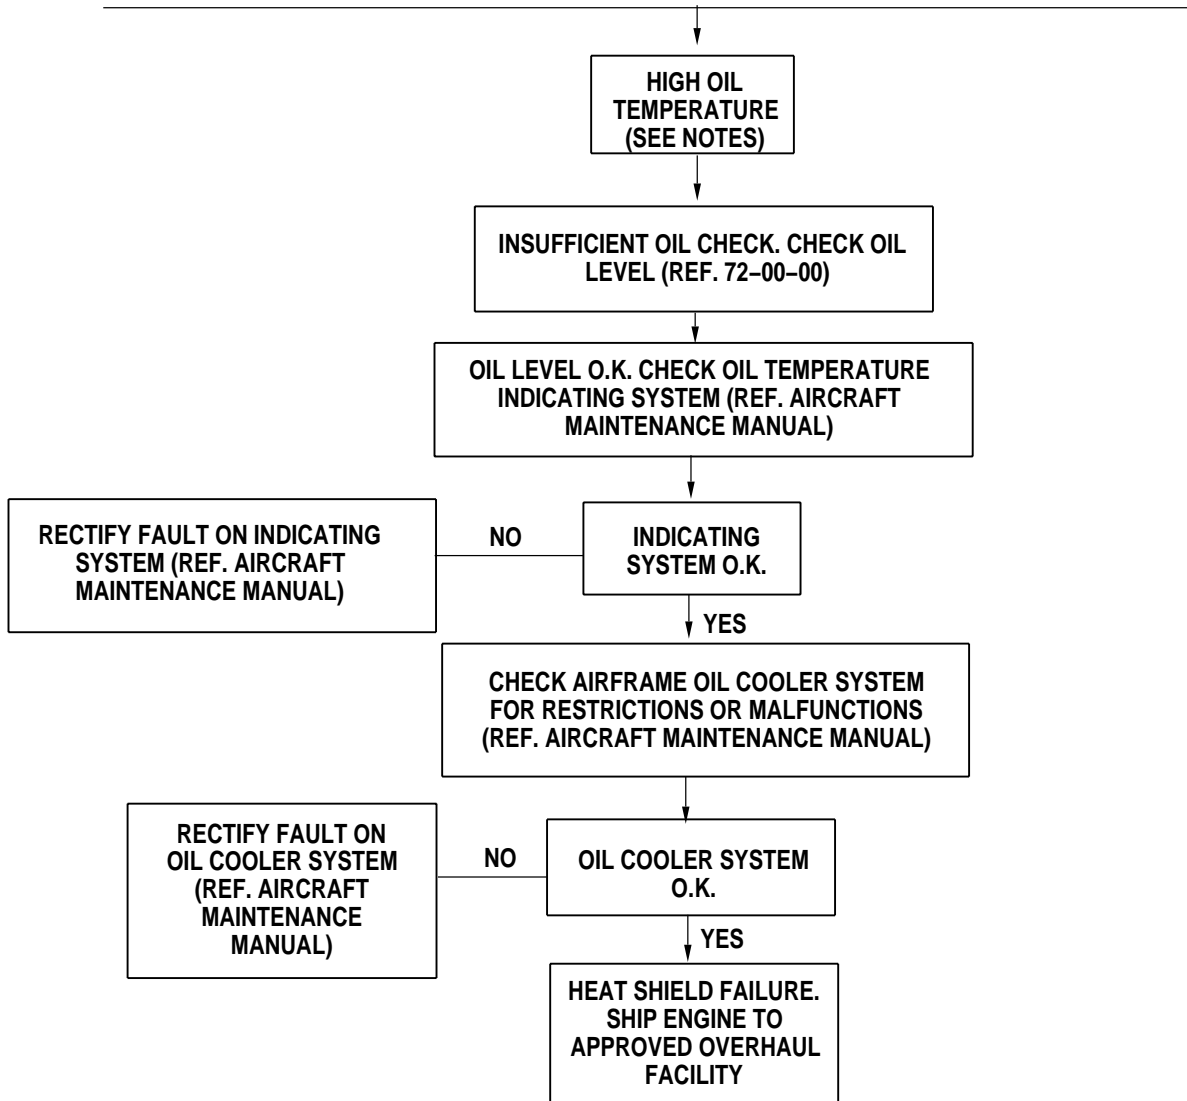 HIGH OIL
TEMPERATURE
(SEE NOTES)
INSUFFICIENT OIL CHECK. CHECK OIL
LEVEL (REF. 72–00–00)
OIL LEVEL O.K. CHECK OIL TEMPERATURE
INDICATING SYSTEM (REF. AIRCRAFT
MAINTENANCE MANUAL)
RECTIFY FAULT ON INDICATING
SYSTEM (REF. AIRCRAFT
MAINTENANCE MANUAL)
NO
INDICATING
SYSTEM O.K.
YES
CHECK AIRFRAME OIL COOLER SYSTEM
FOR RESTRICTIONS OR MALFUNCTIONS
(REF. AIRCRAFT MAINTENANCE MANUAL)
RECTIFY FAULT ON
OIL COOLER SYSTEM
(REF. AIRCRAFT
MAINTENANCE
MANUAL)
NO
OIL COOLER SYSTEM
O.K.
YES
HEAT SHIELD FAILURE.
SHIP ENGINE TO
APPROVED OVERHAUL
FACILITY